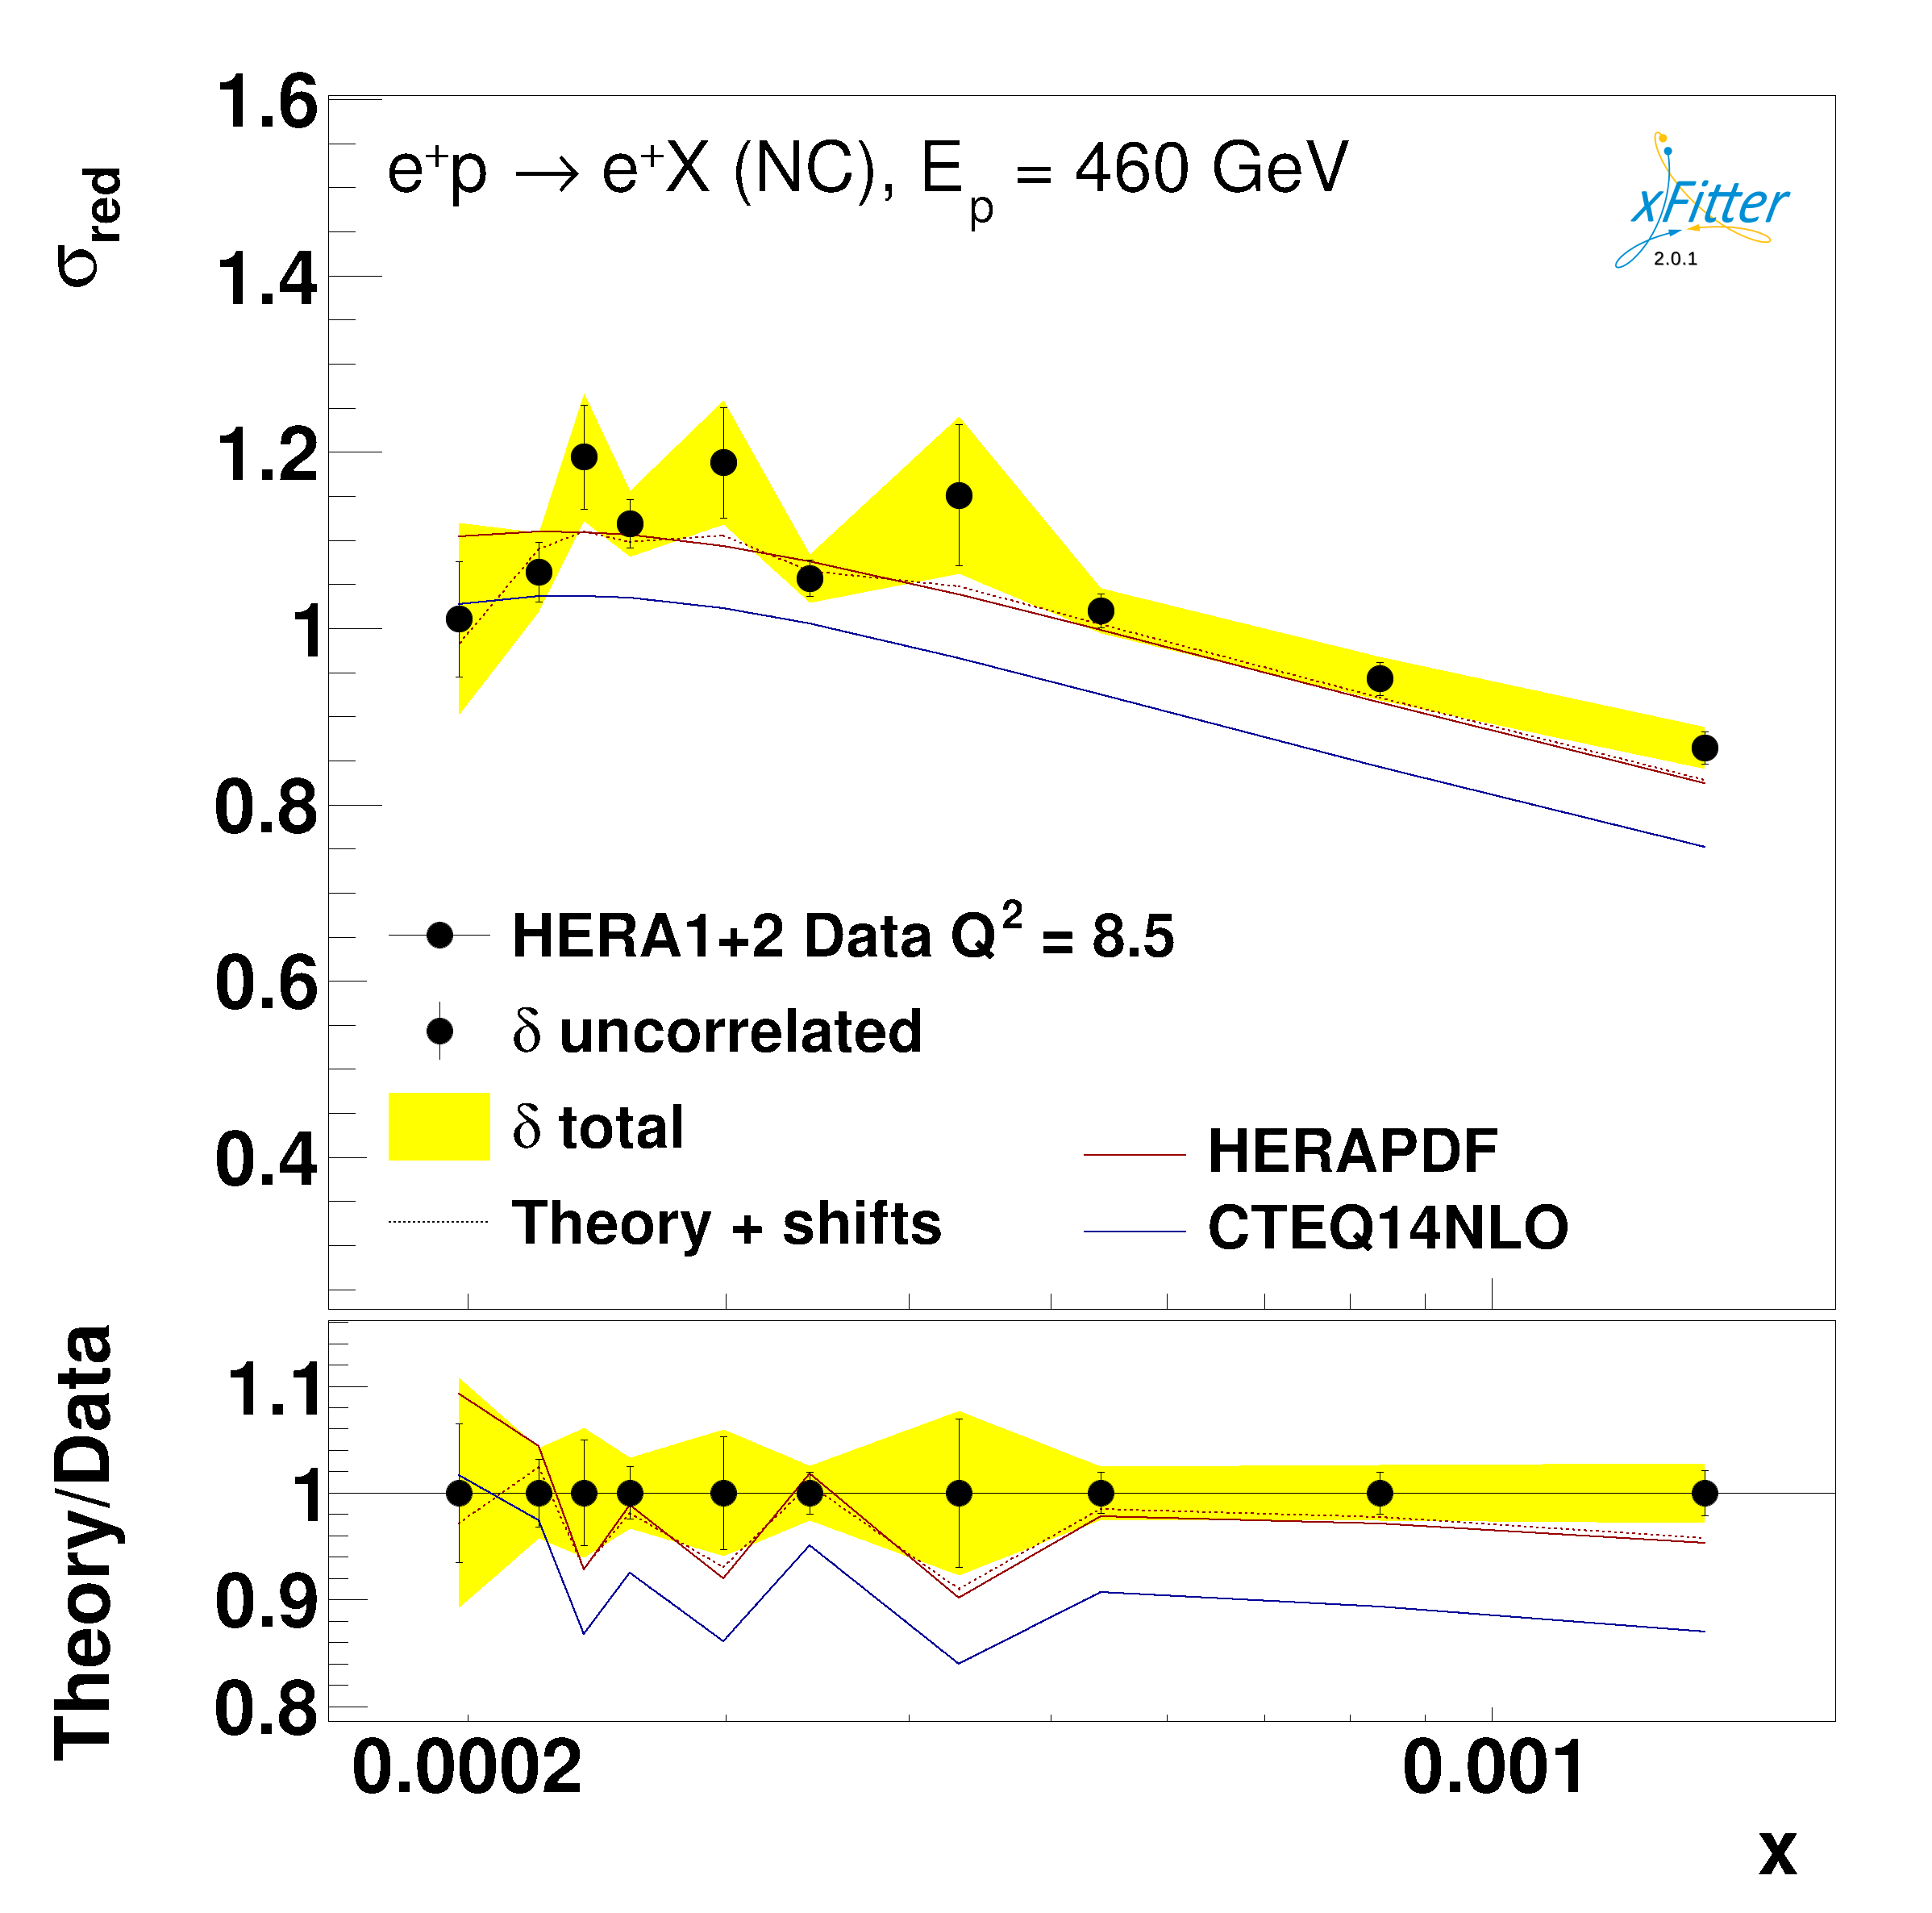 σred
1.6
1.4
1.2
1
0.8
0.6
0.4
e⁺p → e⁺X (NC), Eₚ = 460 GeV
xFitter
2.0.1
HERA1+2 Data Q² = 8.5
δ uncorrelated
δ total
Theory + shifts
HERAPDF
CTEQ14NLO
Theory/Data
1.1
1
0.9
0.8
0.0002
0.001
x